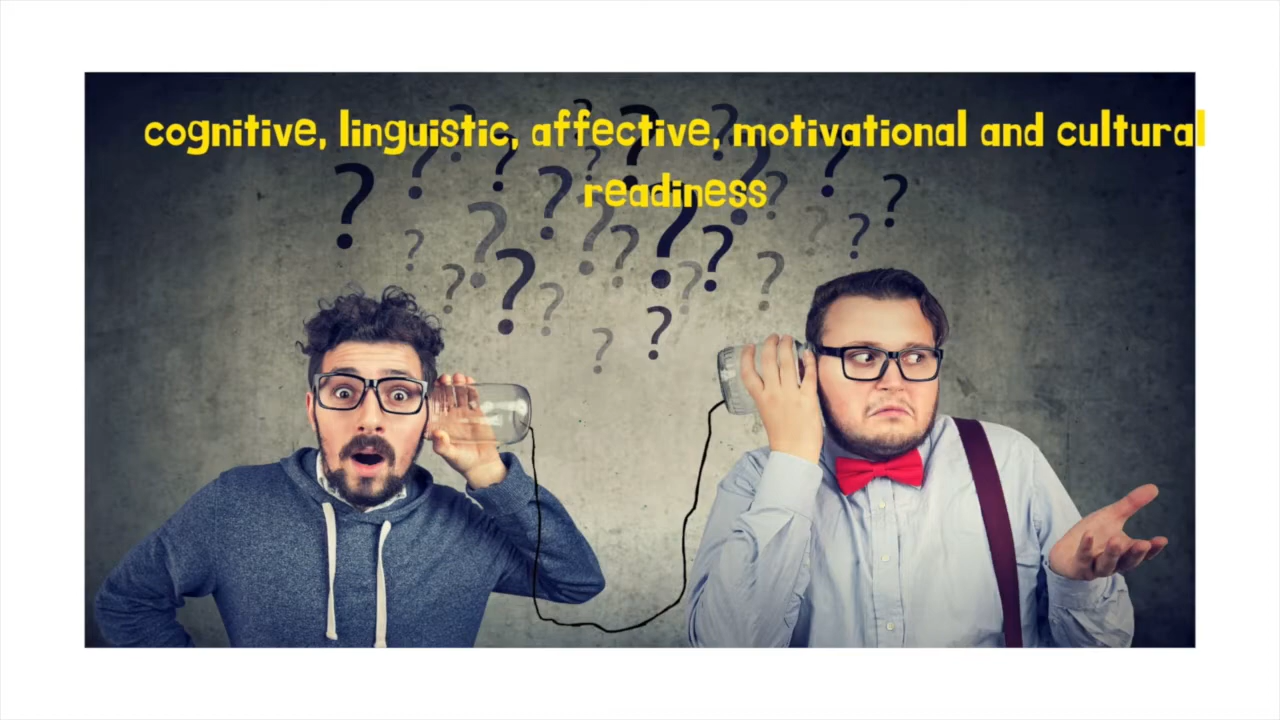 cognitive, linguistic, affective, motivational and cultural
readiness